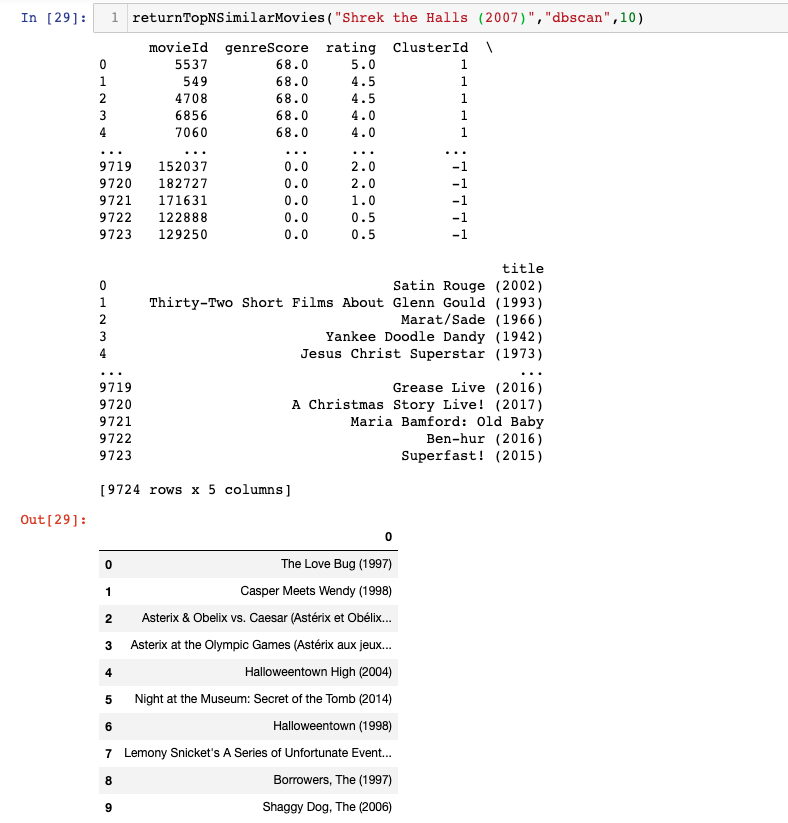 In [29]: 1 returnTopNSimilarMovies("Shrek the Halls (2007)","dbscan",10)
movieId genreScore rating ClusterId \
0 5537 68.0 5.0 1
1 549 68.0 4.5 1
2 4708 68.0 4.5 1
3 6856 68.0 4.0 1
4 7060 68.0 4.0 1
... ... ... ... ...
9719 152037 0.0 2.0 -1
9720 182727 0.0 2.0 -1
9721 171631 0.0 1.0 -1
9722 122888 0.0 0.5 -1
9723 129250 0.0 0.5 -1
title
0 Satin Rouge (2002)
1 Thirty-Two Short Films About Glenn Gould (1993)
2 Marat/Sade (1966)
3 Yankee Doodle Dandy (1942)
4 Jesus Christ Superstar (1973)
... ...
9719 Grease Live (2016)
9720 A Christmas Story Live! (2017)
9721 Maria Bamford: Old Baby
9722 Ben-hur (2016)
9723 Superfast! (2015)
[9724 rows x 5 columns]
Out[29]:
0
0 The Love Bug (1997)
1 Casper Meets Wendy (1998)
2 Asterix & Obelix vs. Caesar (Astérix et Obélix...
3 Asterix at the Olympic Games (Astérix aux jeux...
4 Halloweentown High (2004)
5 Night at the Museum: Secret of the Tomb (2014)
6 Halloweentown (1998)
7 Lemony Snicket's A Series of Unfortunate Event...
8 Borrowers, The (1997)
9 Shaggy Dog, The (2006)